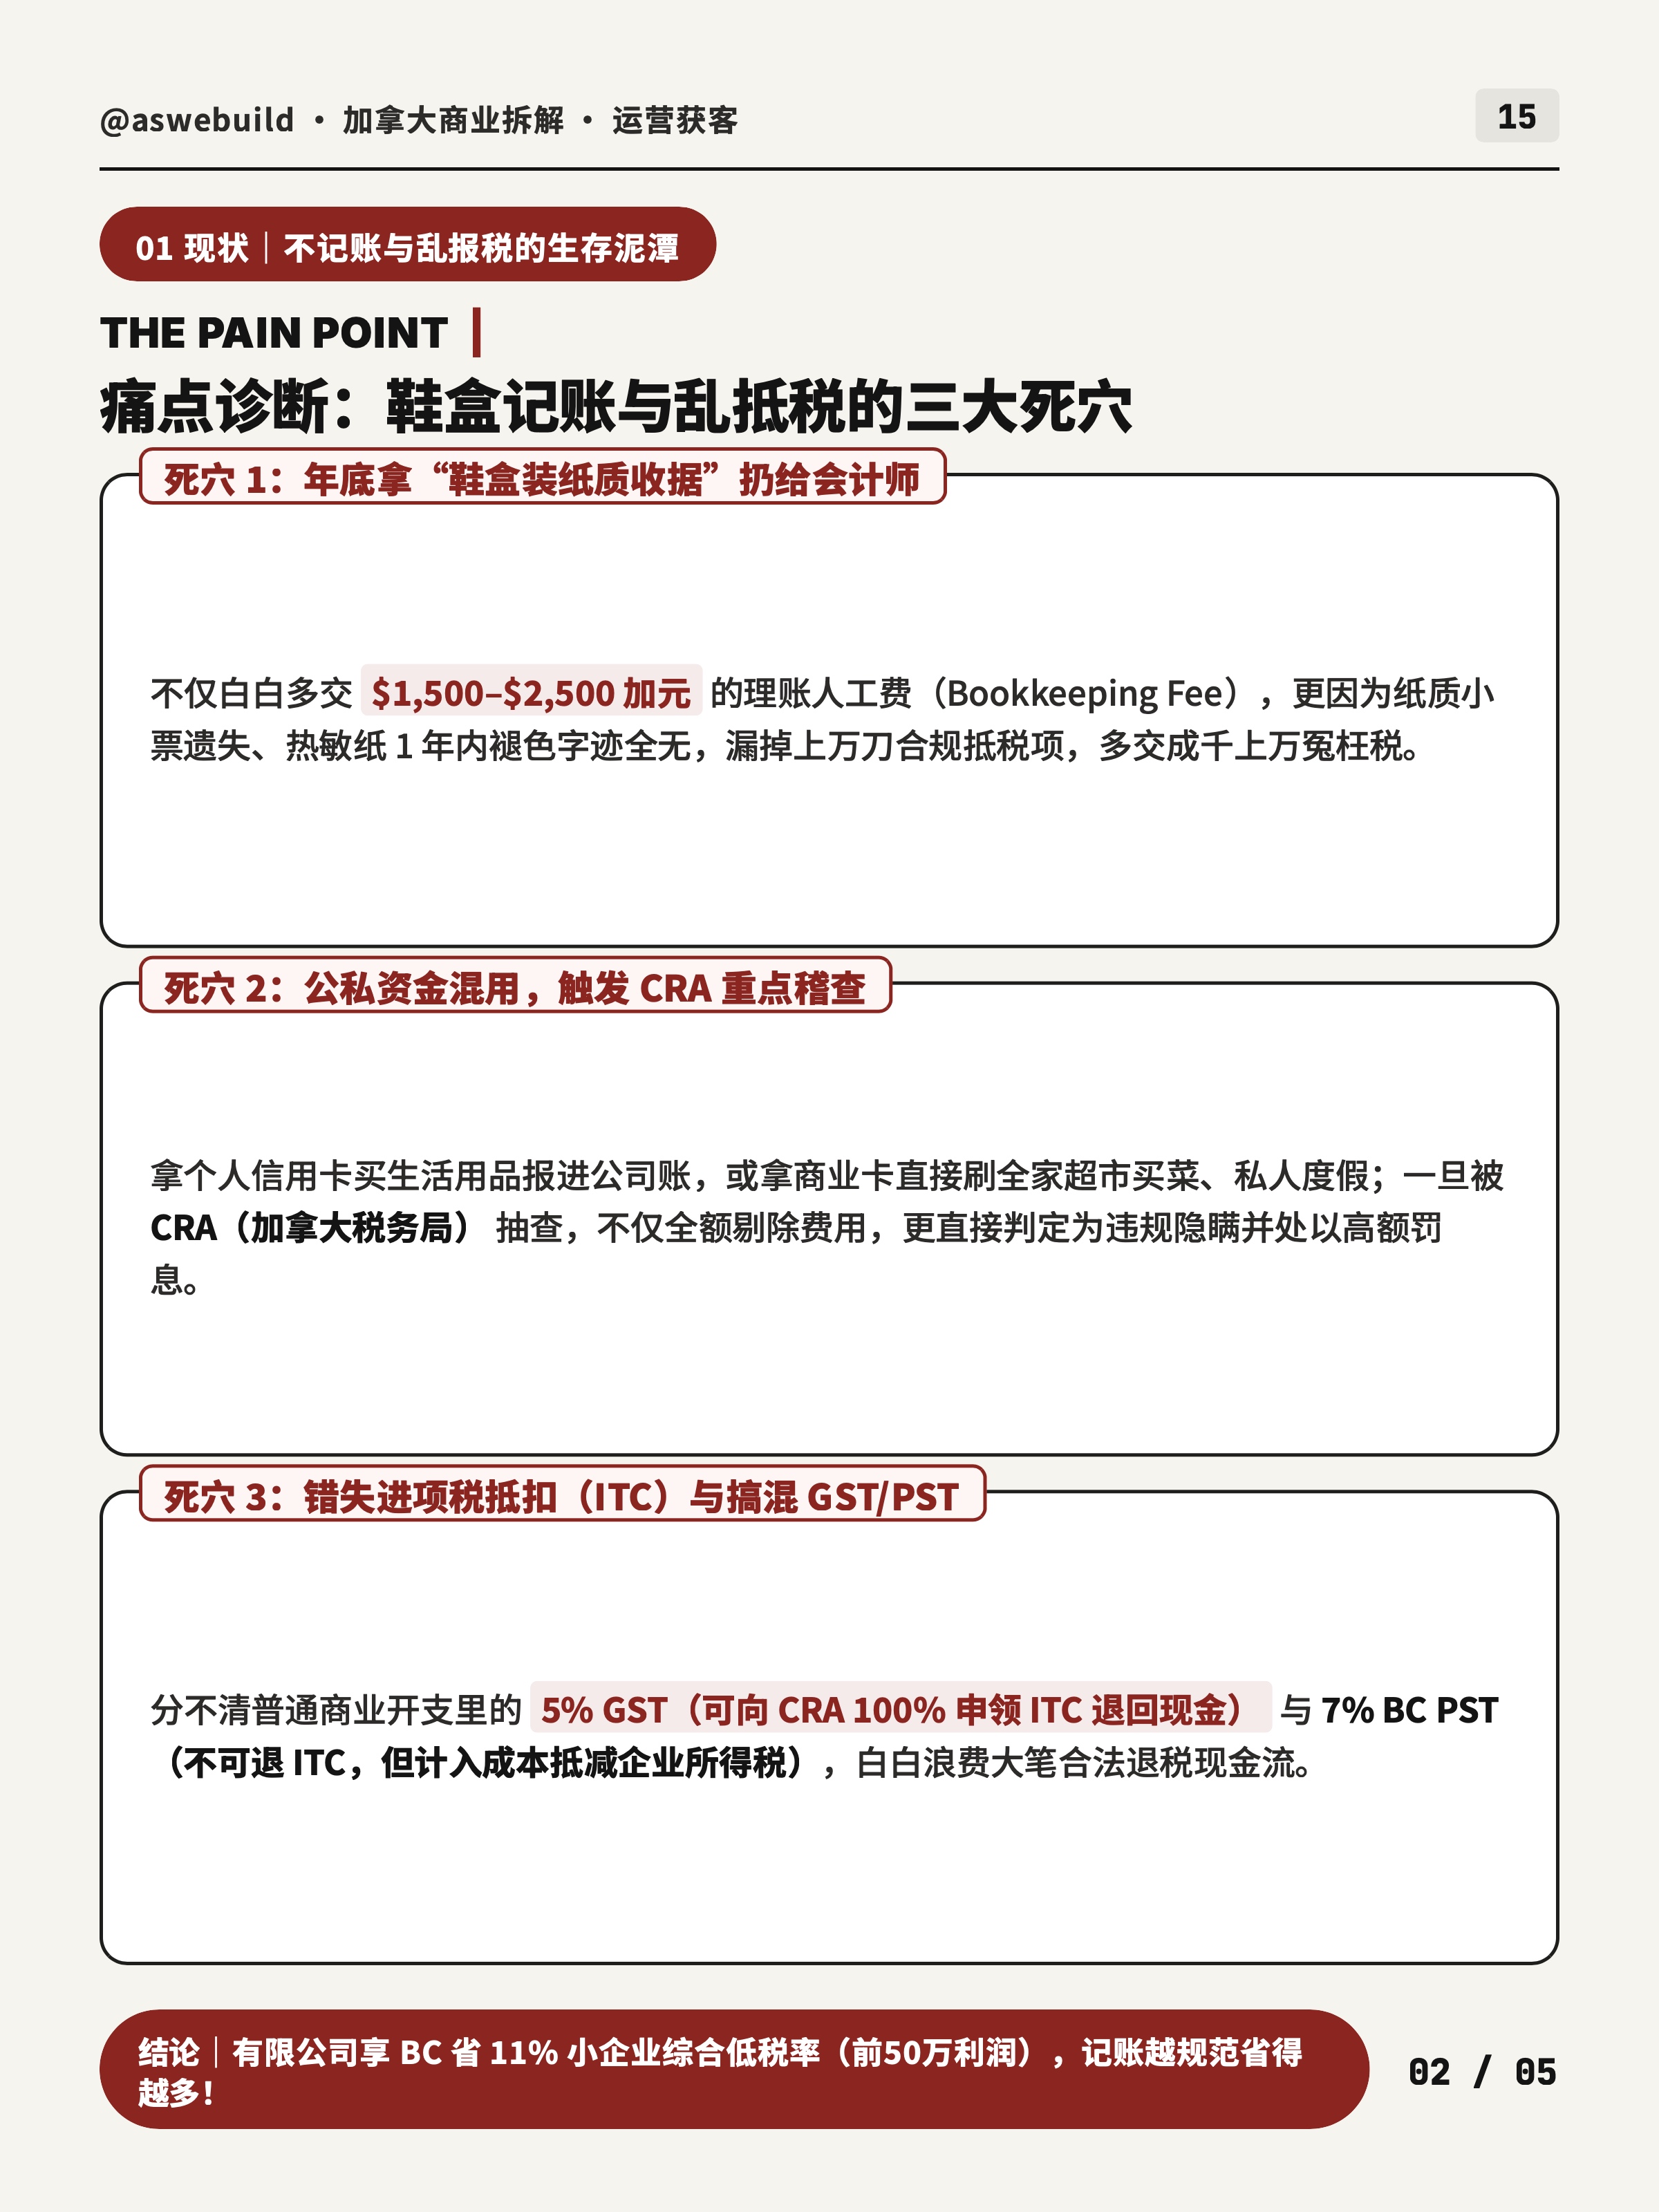 @aswebuild • 加拿大商业拆解 • 运营获客
15
01 现状｜不记账与乱报税的生存泥潭
THE PAIN POINT
痛点诊断：鞋盒记账与乱抵税的三大死穴
死穴 1：年底拿“鞋盒装纸质收据”扔给会计师
不仅白白多交 $1,500–$2,500 加元 的理账人工费（Bookkeeping Fee），更因为纸质小
票遗失、热敏纸 1 年内褪色字迹全无，漏掉上万刀合规抵税项，多交成千上万冤枉税。
死穴 2：公私资金混用，触发 CRA 重点稽查
拿个人信用卡买生活用品报进公司账，或拿商业卡直接刷全家超市买菜、私人度假；一旦被
CRA（加拿大税务局） 抽查，不仅全额剔除费用，更直接判定为违规隐瞒并处以高额罚
息。
死穴 3：错失进项税抵扣（ITC）与搞混 GST/PST
分不清普通商业开支里的 5% GST（可向 CRA 100% 申领 ITC 退回现金） 与 7% BC PST
（不可退 ITC，但计入成本抵减企业所得税），白白浪费大笔合法退税现金流。
结论｜有限公司享 BC 省 11% 小企业综合低税率（前50万利润），记账越规范省得
越多！
02 / 05